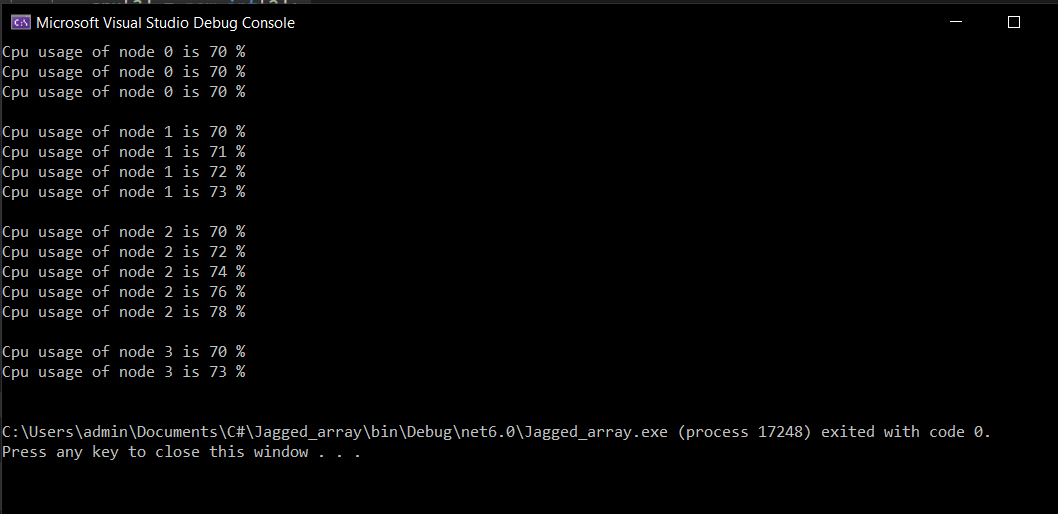 Microsoft Visual Studio Debug Console
Cpu usage of node 0 is 70 %
Cpu usage of node 0 is 70 %
Cpu usage of node 0 is 70 %
Cpu usage of node 1 is 70 %
Cpu usage of node 1 is 71 %
Cpu usage of node 1 is 72 %
Cpu usage of node 1 is 73 %
Cpu usage of node 2 is 70 %
Cpu usage of node 2 is 72 %
Cpu usage of node 2 is 74 %
Cpu usage of node 2 is 76 %
Cpu usage of node 2 is 78 %
Cpu usage of node 3 is 70 %
Cpu usage of node 3 is 73 %
C:\Users\admin\Documents\C#\Jagged_array\bin\Debug\net6.0\Jagged_array.exe (process 17248) exited with code 0.
Press any key to close this window . . .